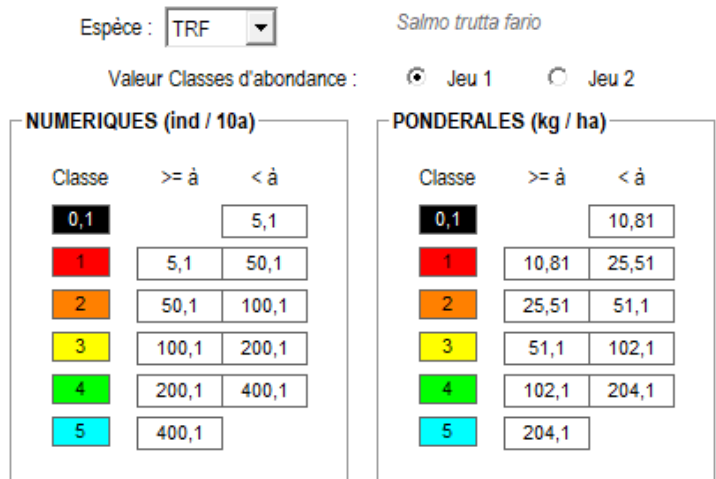 Espèce : TRF Salmo trutta fario
Valeur Classes d'abondance : Jeu 1 Jeu 2
NUMERIQUES (ind / 10a) PONDERALES (kg / ha)
Classe >= à < à Classe >= à < à
0,1 5,1 0,1 10,81
1 5,1 50,1 1 10,81 25,51
2 50,1 100,1 2 25,51 51,1
3 100,1 200,1 3 51,1 102,1
4 200,1 400,1 4 102,1 204,1
5 400,1 5 204,1